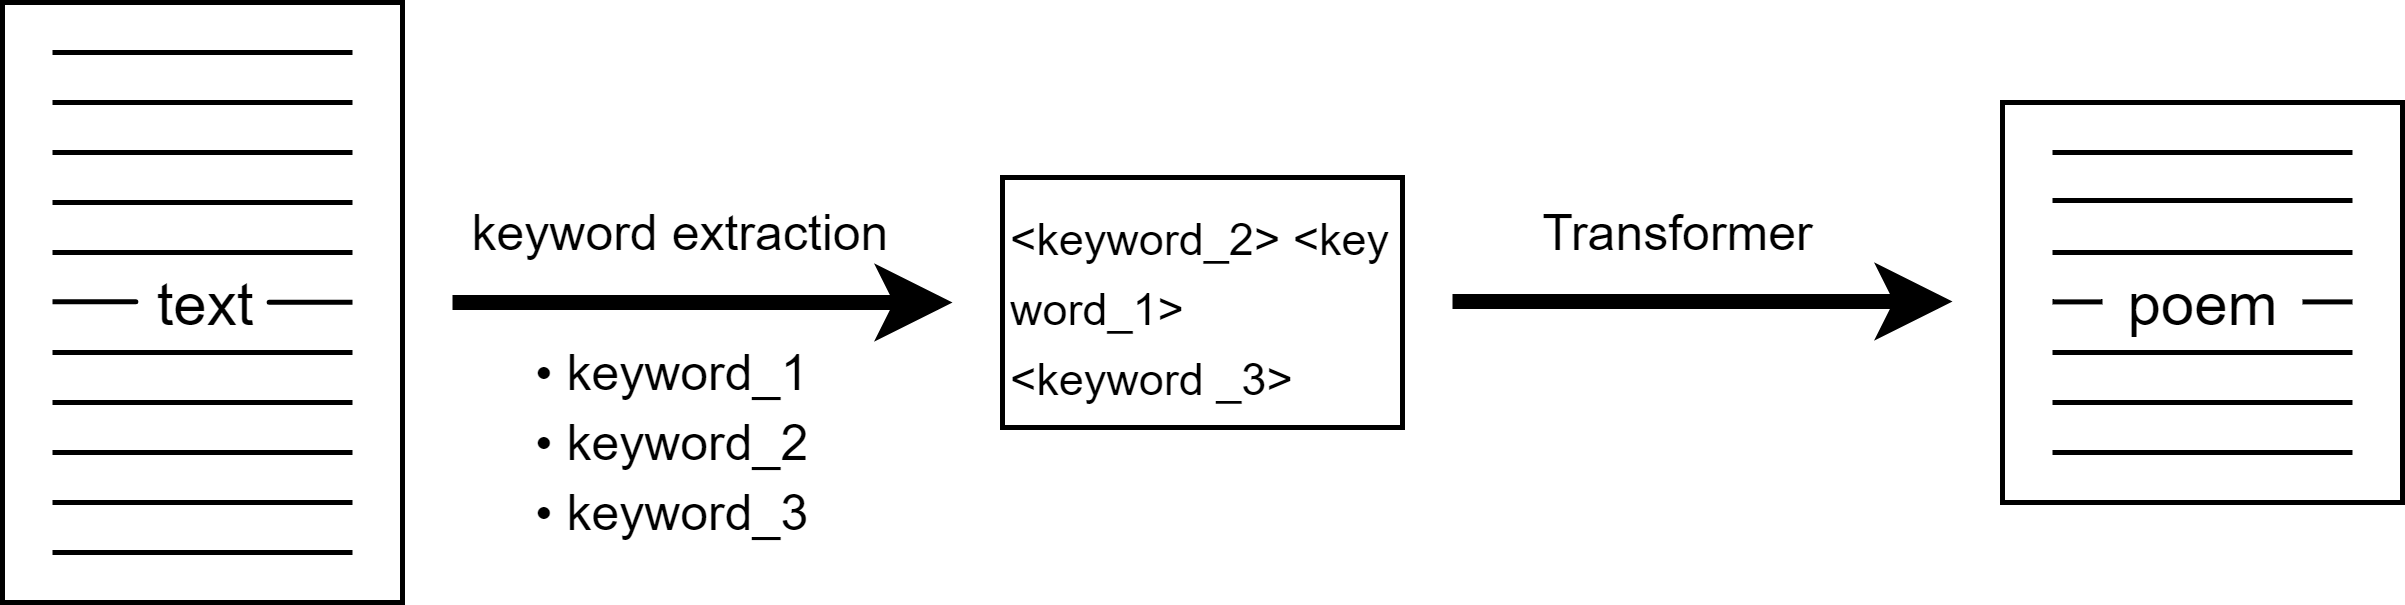 text
keyword extraction
• keyword_1
• keyword_2
• keyword_3
<keyword_2> <key
word_1>
<keyword _3>
Transformer
poem